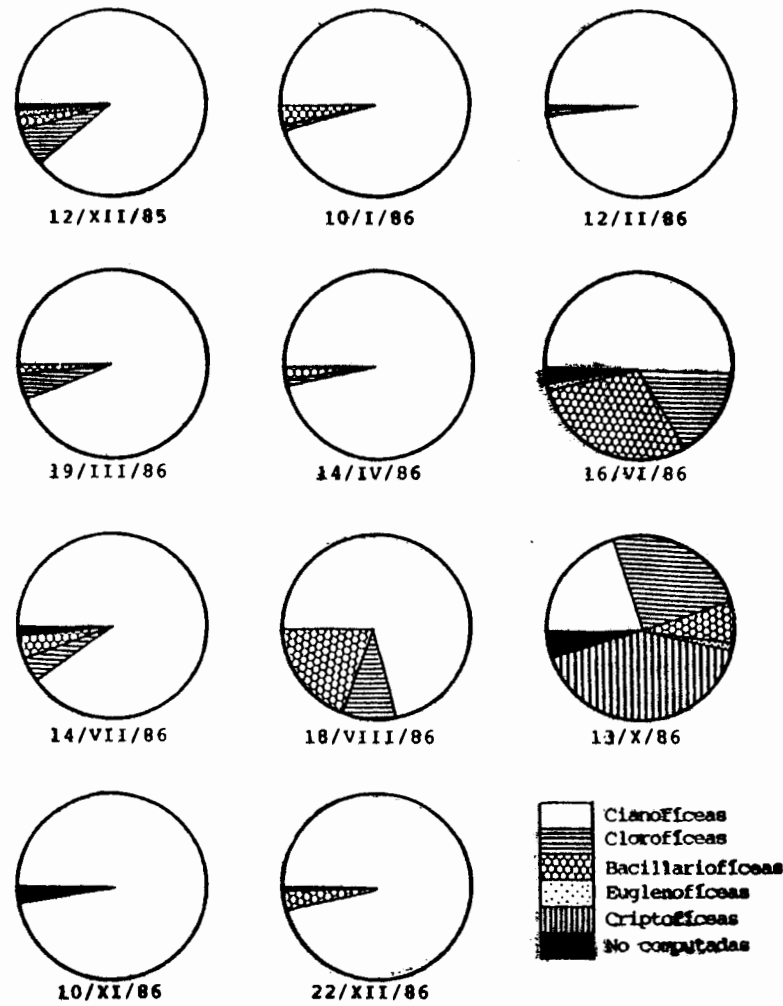 12/XII/85
10/I/86
12/II/86
19/III/86
14/IV/86
16/VI/86
14/VII/86
18/VIII/86
13/X/86
10/XI/86
22/XII/86
Cianofíceas
Clorofíceas
Bacillariofíceas
Euglenofíceas
Criptofíceas
No computadas